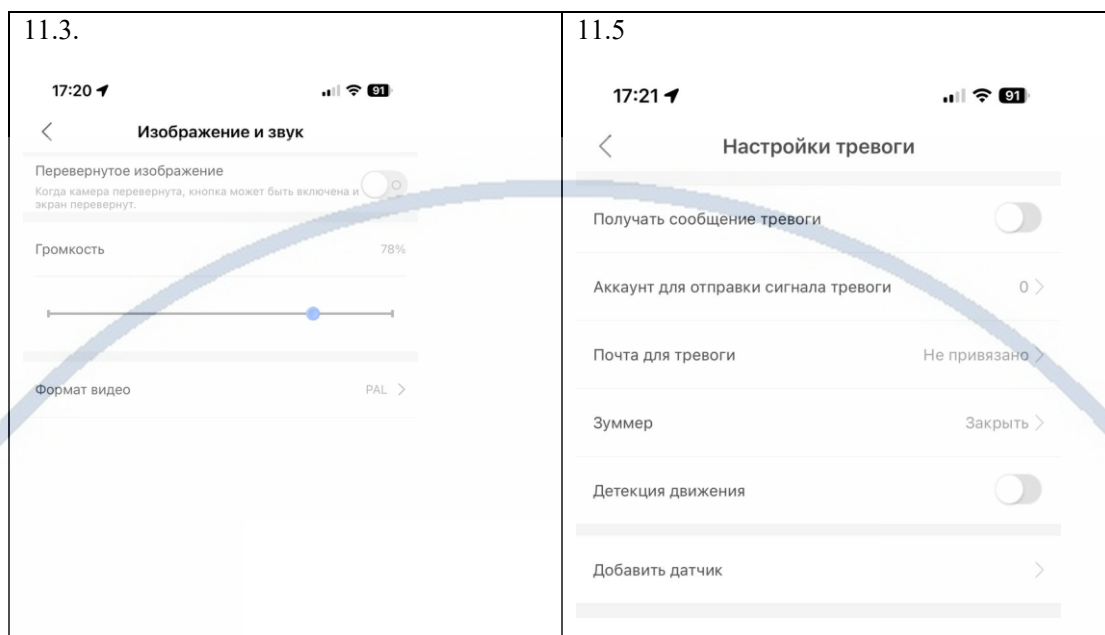 11.3.
17:20
91
Изображение и звук
Перевернутое изображение
Когда камера перевернута, кнопка может быть включена и
экран перевернут.
Громкость
78%
Формат видео
PAL
11.5
17:21
91
Настройки тревоги
Получать сообщение тревоги
Аккаунт для отправки сигнала тревоги
0
Почта для тревоги
Не привязано
Зуммер
Закрыть
Детекция движения
Добавить датчик